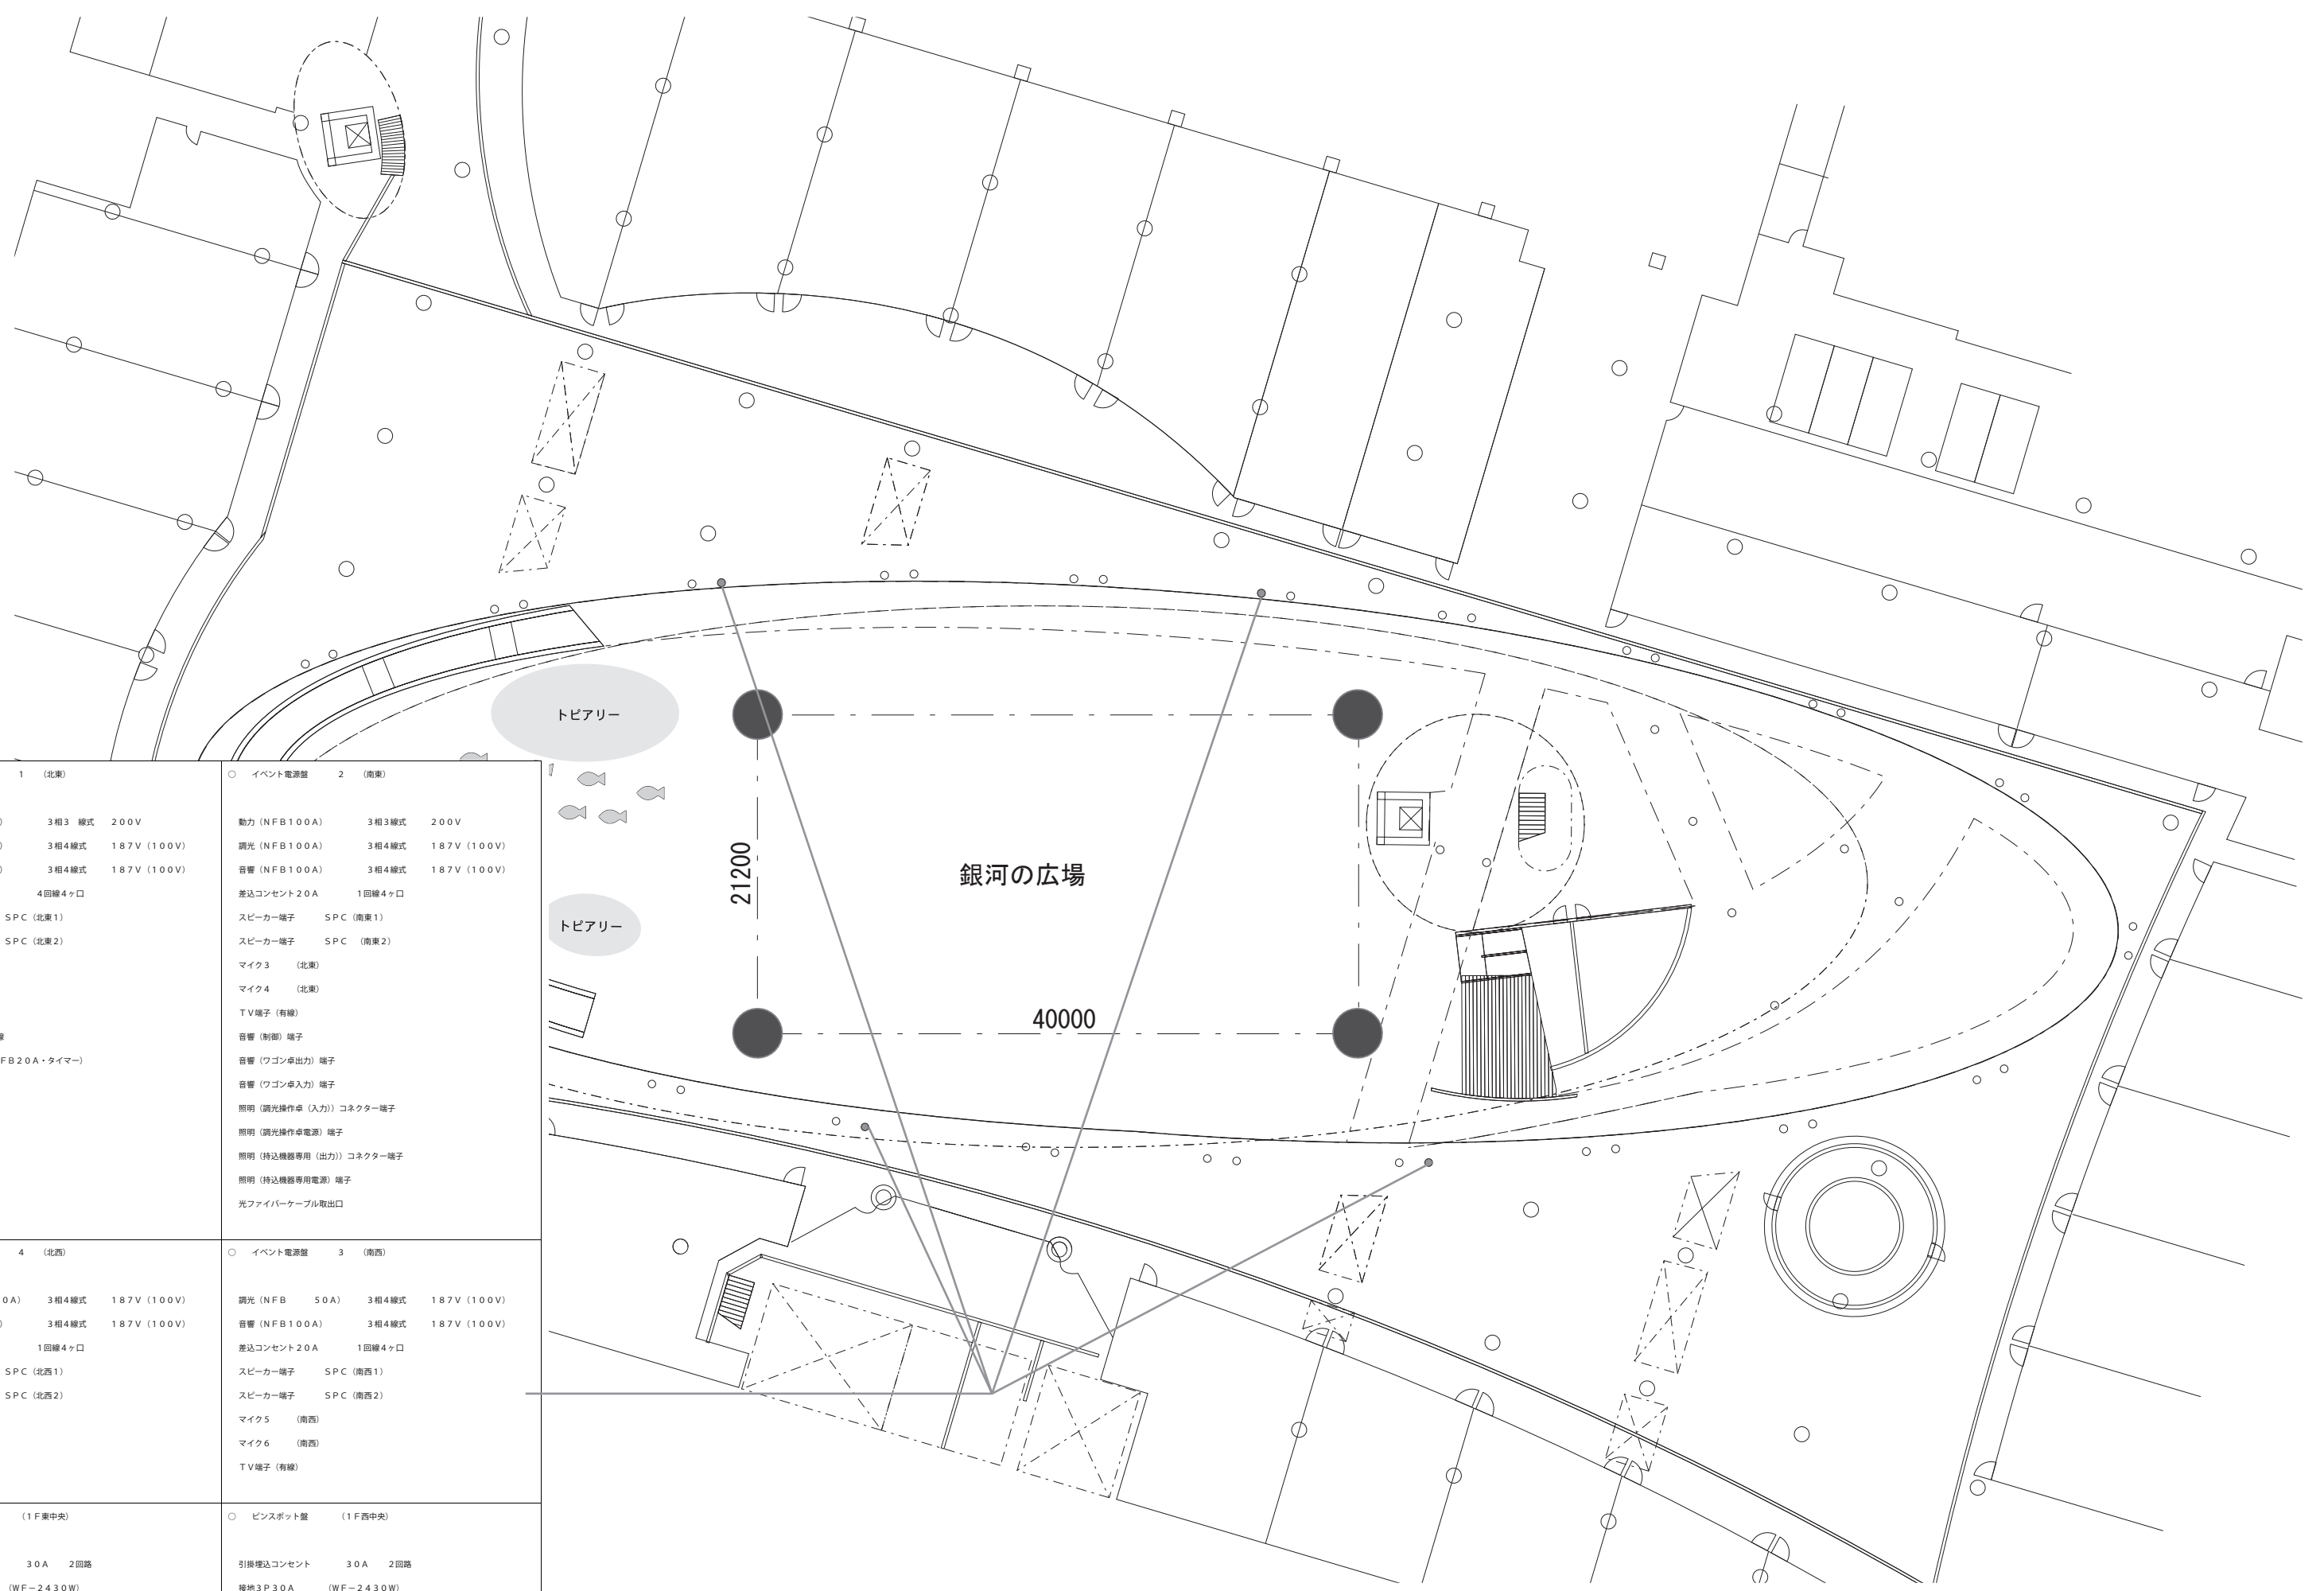 トピアリー
トピアリー
21200
銀河の広場
40000
1 （北東）
3相3 線式 200V
3相4線式 187V（100V）
3相4線式 187V（100V）
4回線4ヶ口
SPC（北東1）
SPC（北東2）
FB20A・タイマー）
○ イベント電源盤 2 （南東）
動力（NFB100A） 3相3線式 200V
調光（NFB100A） 3相4線式 187V（100V）
音響（NFB100A） 3相4線式 187V（100V）
差込コンセント20A 1回線4ヶ口
スピーカー端子 SPC（南東1）
スピーカー端子 SPC （南東2）
マイク3 （北東）
マイク4 （北東）
TV端子（有線）
音響（制御）端子
音響（ワゴン卓出力）端子
音響（ワゴン卓入力）端子
照明（調光操作卓（入力））コネクター端子
照明（調光操作卓電源）端子
照明（持込機器専用（出力））コネクター端子
照明（持込機器専用電源）端子
光ファイバーケーブル取出口
4 （北西）
0A） 3相4線式 187V（100V）
3相4線式 187V（100V）
1回線4ヶ口
SPC（北西1）
SPC（北西2）
○ イベント電源盤 3 （南西）
調光（NFB 50A） 3相4線式 187V（100V）
音響（NFB100A） 3相4線式 187V（100V）
差込コンセント20A 1回線4ヶ口
スピーカー端子 SPC（南西1）
スピーカー端子 SPC（南西2）
マイク5 （南西）
マイク6 （南西）
TV端子（有線）
（1F東中央）
30A 2回路
（WF－2430W）
○ ピンスポット盤 （1F西中央）
引掛埋込コンセント 30A 2回路
接地3P30A （WF－2430W）